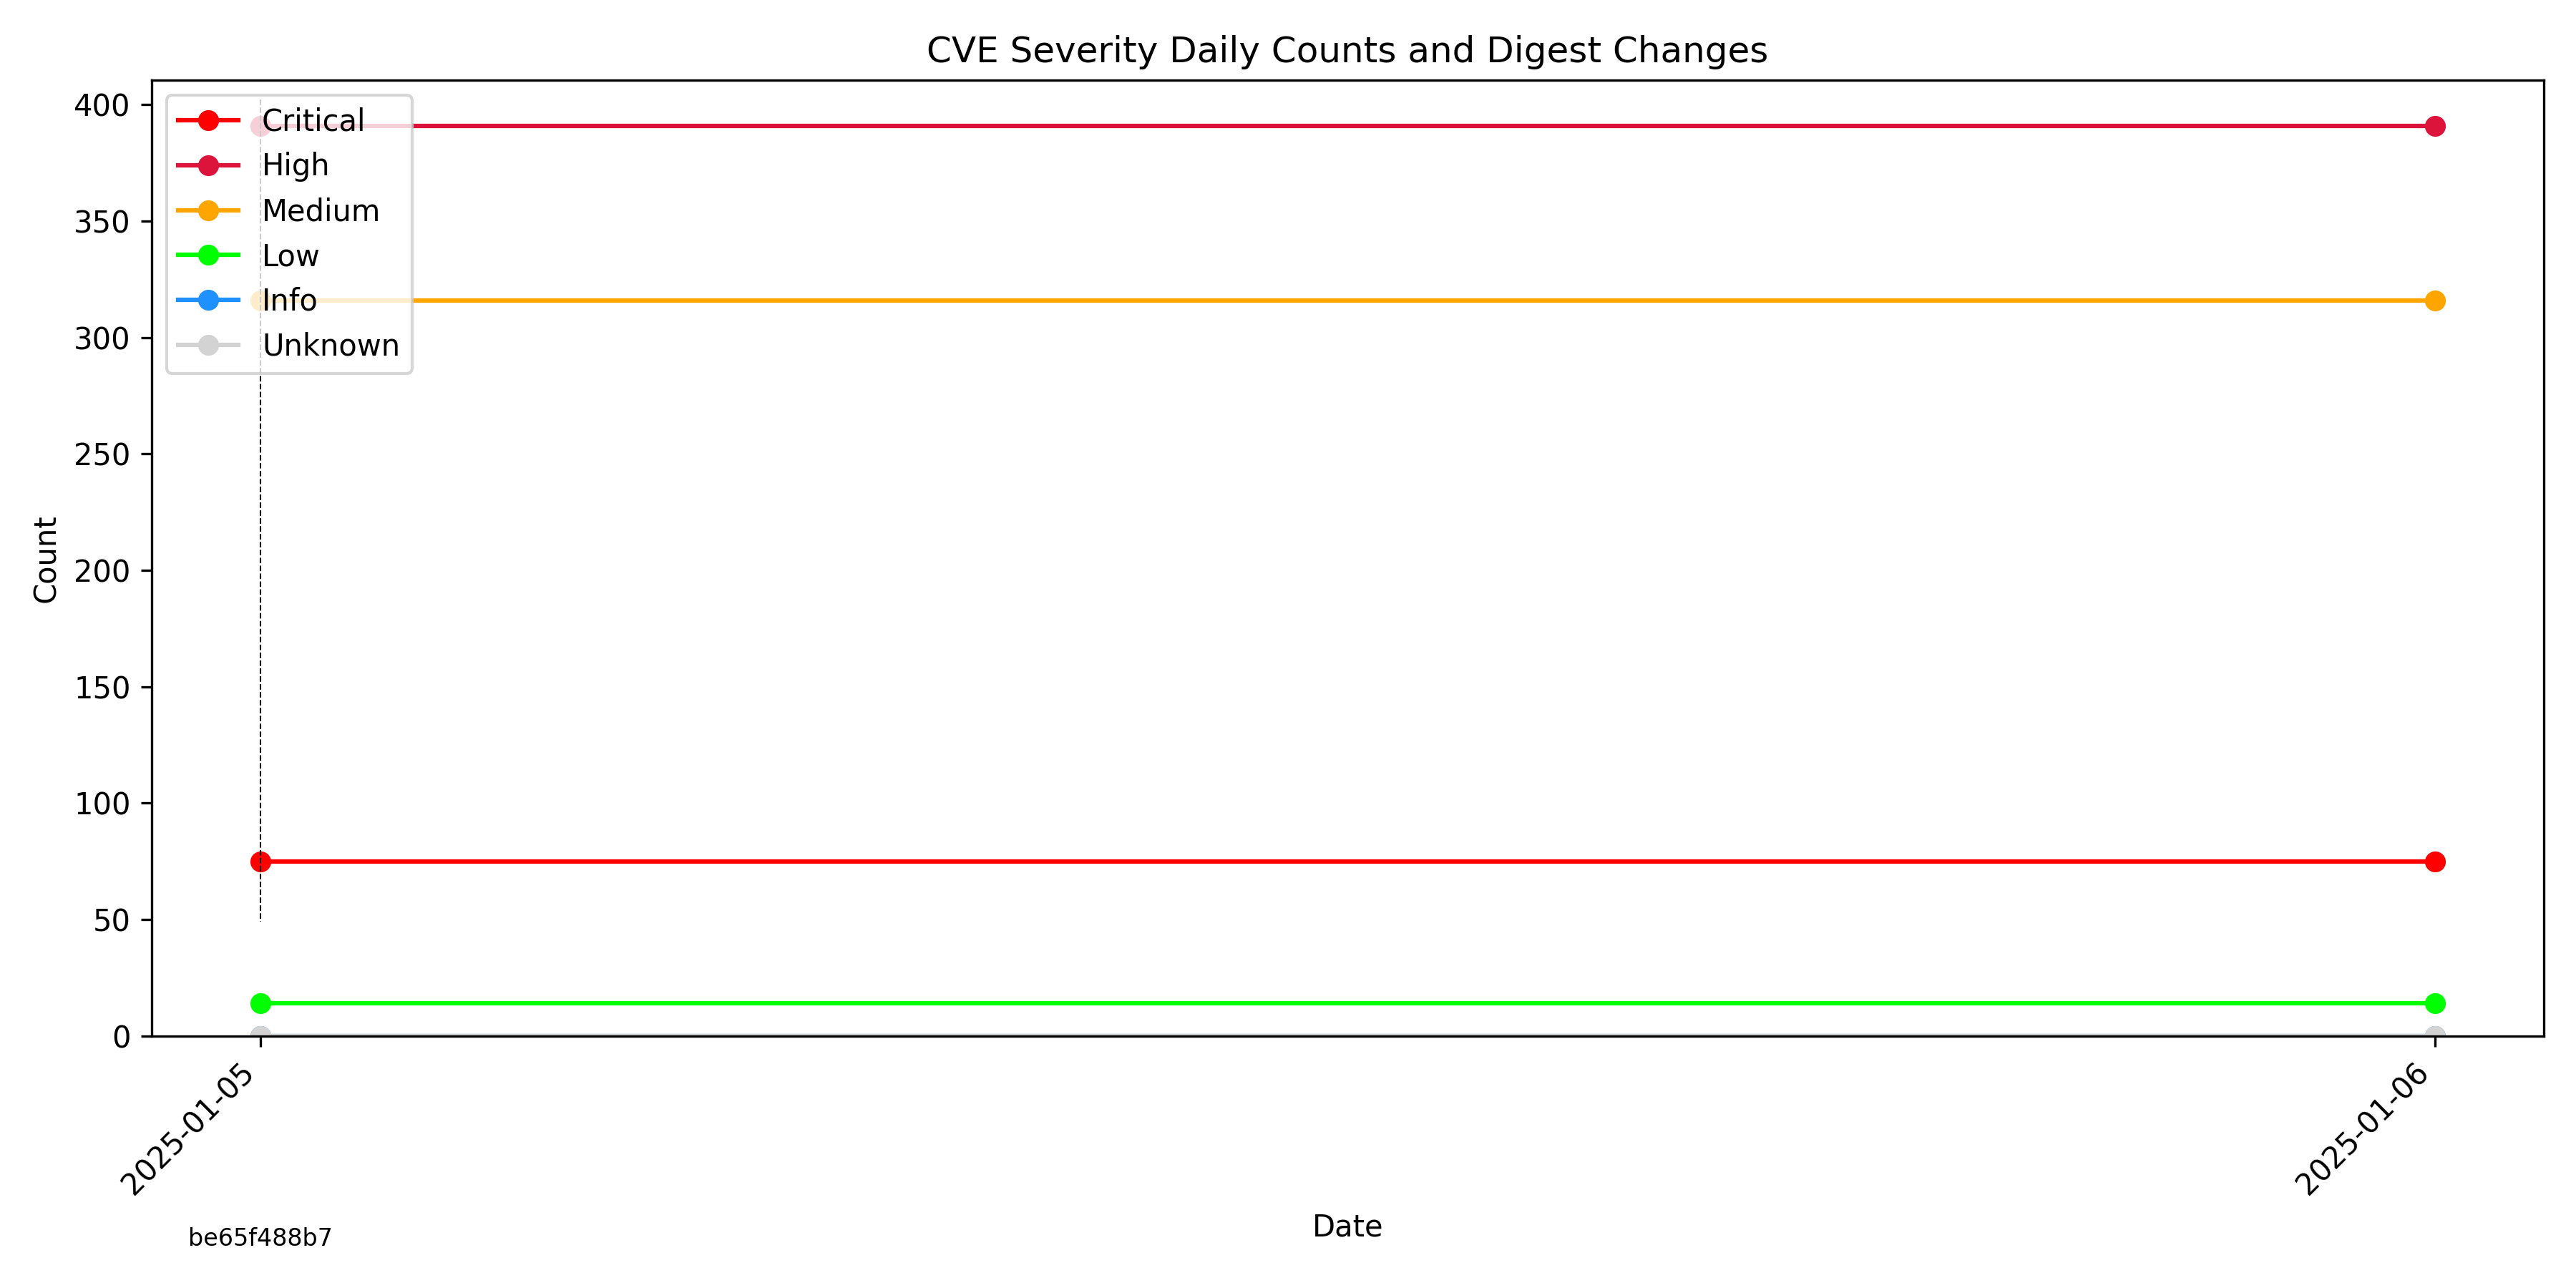 CVE Severity Daily Counts and Digest Changes
400
350
300
250
200
150
100
50
0
Count
Critical
High
Medium
Low
Info
Unknown
2025-01-05
2025-01-06
Date
be65f488b7